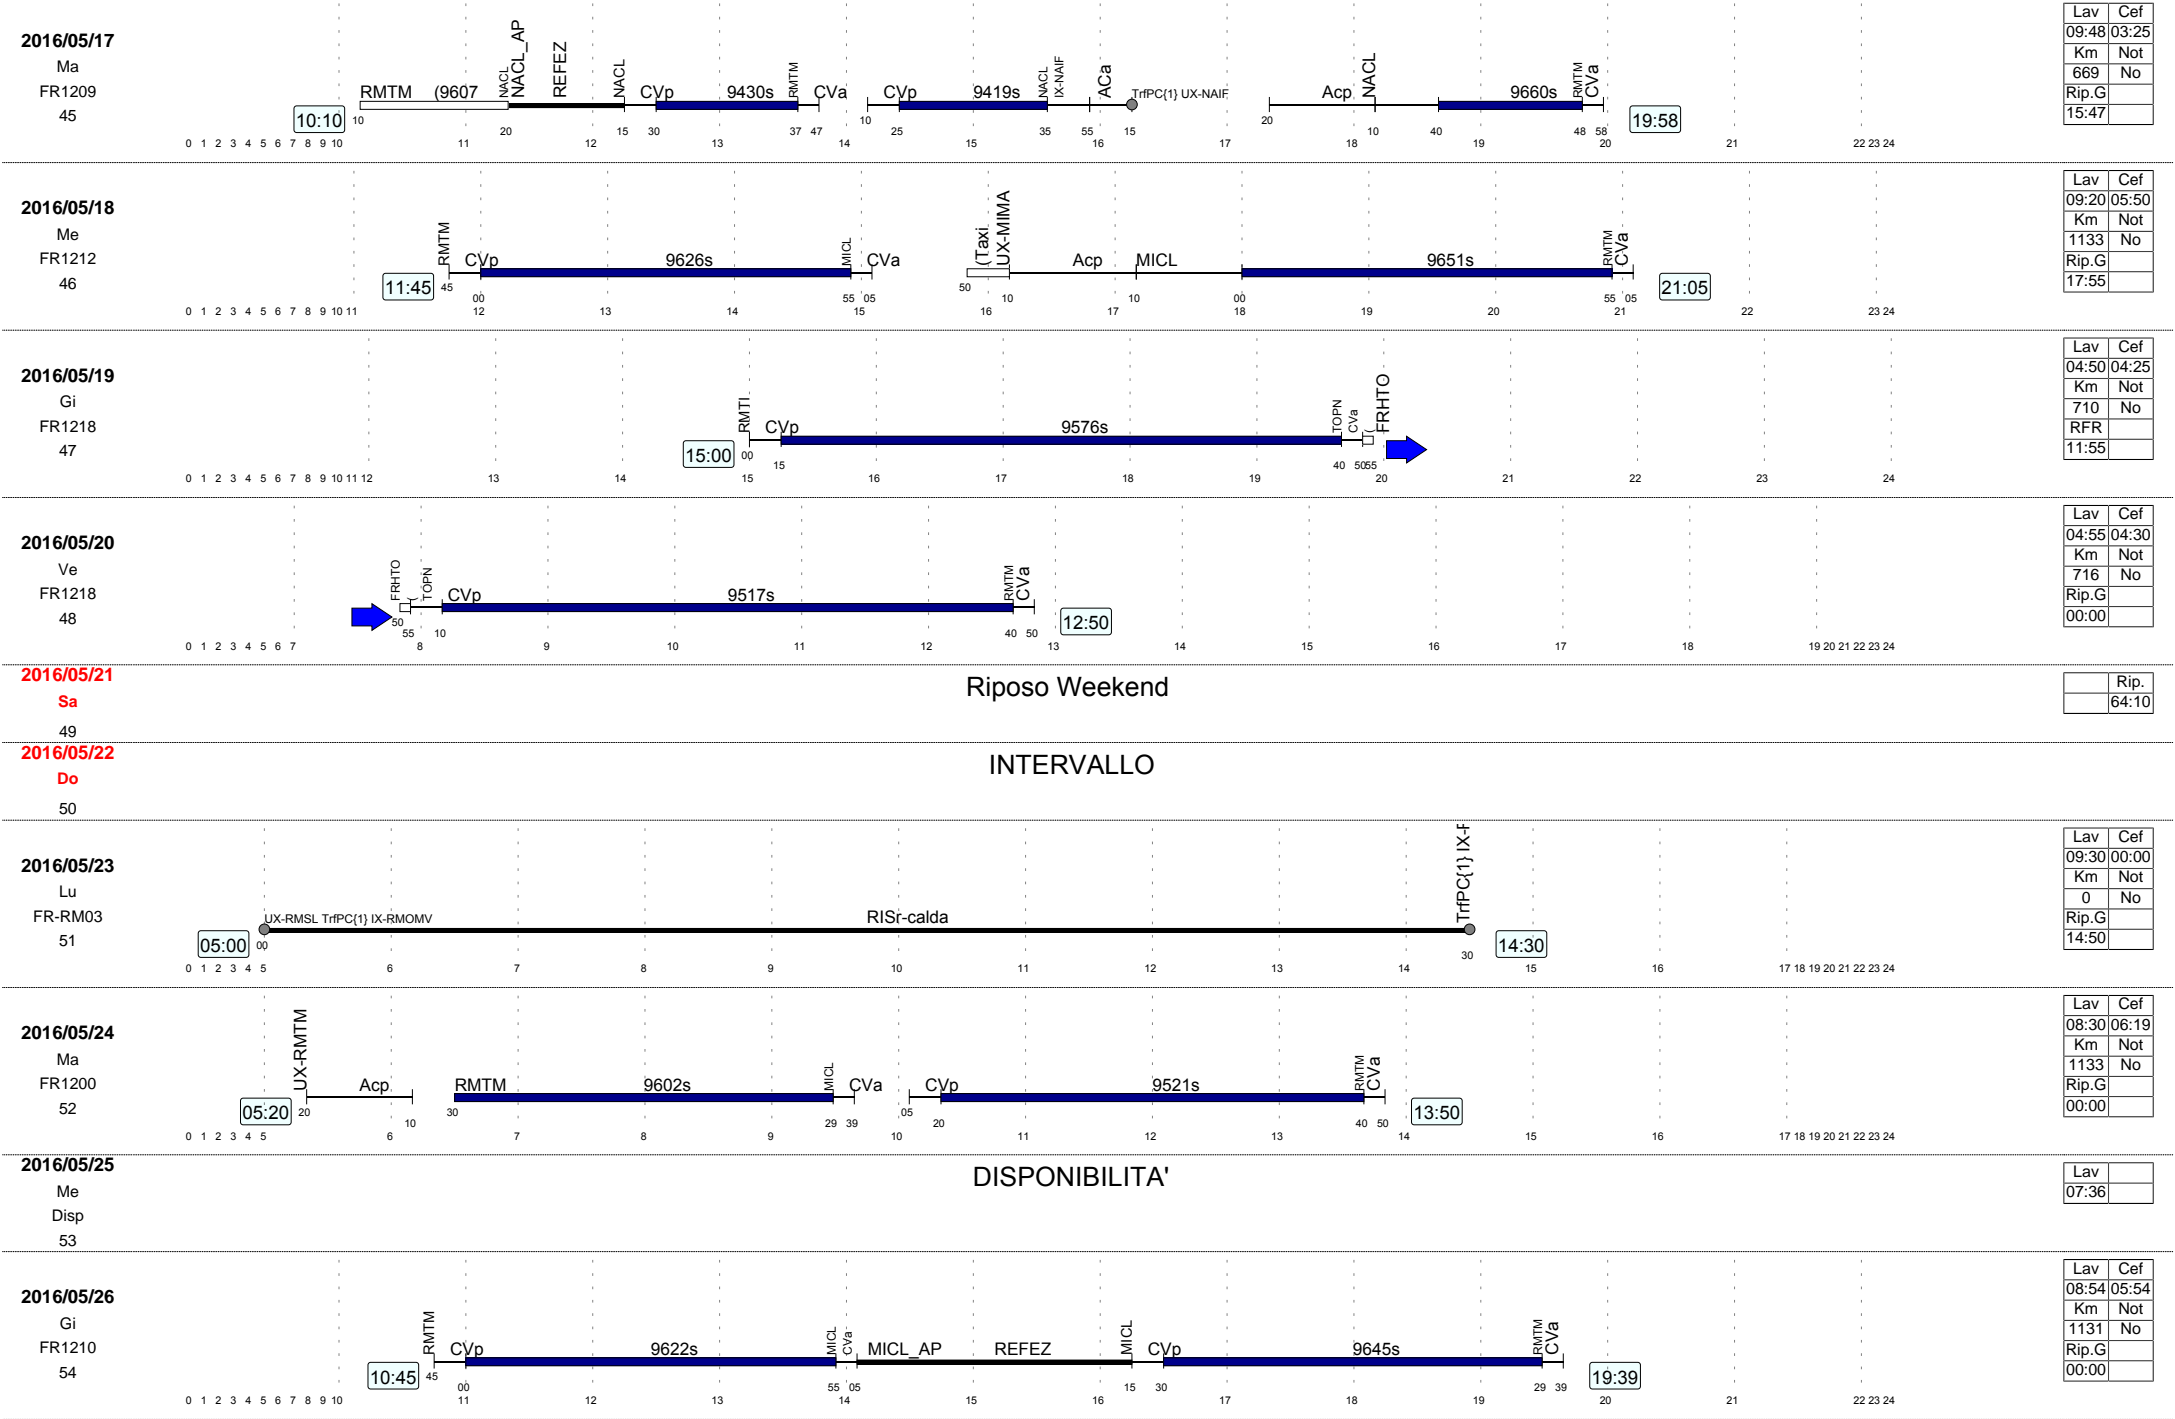 2016/05/17
Ma
FR1209
45
10:10
RMTM (9607 NACL NACL_AP REFEZ NACL CVp 9430s RMTM CVa CVp 9419s NACL IX-NAIF ACa TrfPC{1} UX-NAIF Acp NACL 9660s RMTM CVa
10 20 15 30 37 47 10 25 35 55 15 20 10 40 48 58
19:58
0 1 2 3 4 5 6 7 8 9 10 11 12 13 14 15 16 17 18 19 20 21 22 23 24
Lav Cef
09:48 03:25
Km Not
669 No
Rip.G
15:47
2016/05/18
Me
FR1212
46
11:45
RMTM CVp 9626s MICL CVa (Taxi UX-MIMA Acp MICL 9651s RMTM CVa
45 00 55 05 50 10 10 00 55 05
21:05
0 1 2 3 4 5 6 7 8 9 10 11 12 13 14 15 16 17 18 19 20 21 22 23 24
Lav Cef
09:20 05:50
Km Not
1133 No
Rip.G
17:55
2016/05/19
Gi
FR1218
47
15:00
RMTI CVp 9576s TOPN CVa ( FRHTO
00 15 40 50 55
0 1 2 3 4 5 6 7 8 9 10 11 12 13 14 15 16 17 18 19 20 21 22 23 24
Lav Cef
04:50 04:25
Km Not
710 No
RFR
11:55
2016/05/20
Ve
FR1218
48
FRHTO ( TOPN CVp 9517s RMTM CVa
50 55 10 40 50
12:50
0 1 2 3 4 5 6 7 8 9 10 11 12 13 14 15 16 17 18 19 20 21 22 23 24
Lav Cef
04:55 04:30
Km Not
716 No
Rip.G
00:00
2016/05/21
Sa
49
Riposo Weekend
Rip.
64:10
2016/05/22
Do
50
INTERVALLO
2016/05/23
Lu
FR-RM03
51
05:00
UX-RMSL TrfPC{1} IX-RMOMV RISr-calda TrfPC{1} IX-F
00 30
14:30
0 1 2 3 4 5 6 7 8 9 10 11 12 13 14 15 16 17 18 19 20 21 22 23 24
Lav Cef
09:30 00:00
Km Not
0 No
Rip.G
14:50
2016/05/24
Ma
FR1200
52
05:20
UX-RMTM Acp RMTM 9602s MICL CVa CVp 9521s RMTM CVa
20 10 30 29 39 05 20 40 50
13:50
0 1 2 3 4 5 6 7 8 9 10 11 12 13 14 15 16 17 18 19 20 21 22 23 24
Lav Cef
08:30 06:19
Km Not
1133 No
Rip.G
00:00
2016/05/25
Me
Disp
53
DISPONIBILITA'
Lav
07:36
2016/05/26
Gi
FR1210
54
10:45
RMTM CVp 9622s MICL CVa MICL_AP REFEZ MICL CVp 9645s RMTM CVa
45 00 55 05 15 30 29 39
19:39
0 1 2 3 4 5 6 7 8 9 10 11 12 13 14 15 16 17 18 19 20 21 22 23 24
Lav Cef
08:54 05:54
Km Not
1131 No
Rip.G
00:00